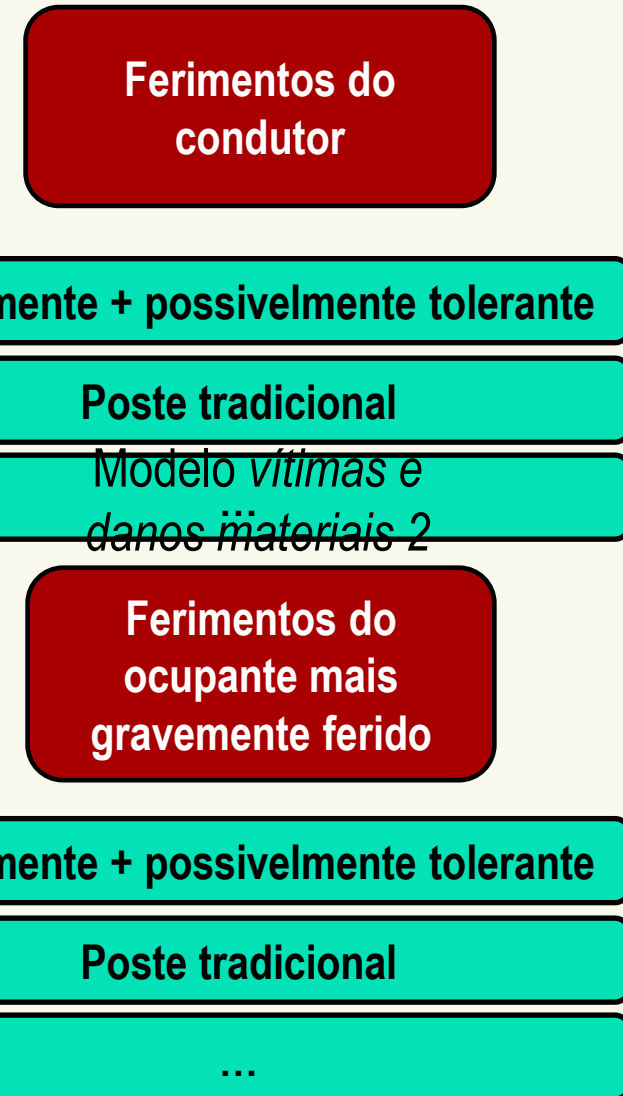 Ferimentos do
condutor
mente + possivelmente tolerante
Poste tradicional
Modelo vítimas e
...
danos materiais 2
Ferimentos do
ocupante mais
gravemente ferido
mente + possivelmente tolerante
Poste tradicional
...